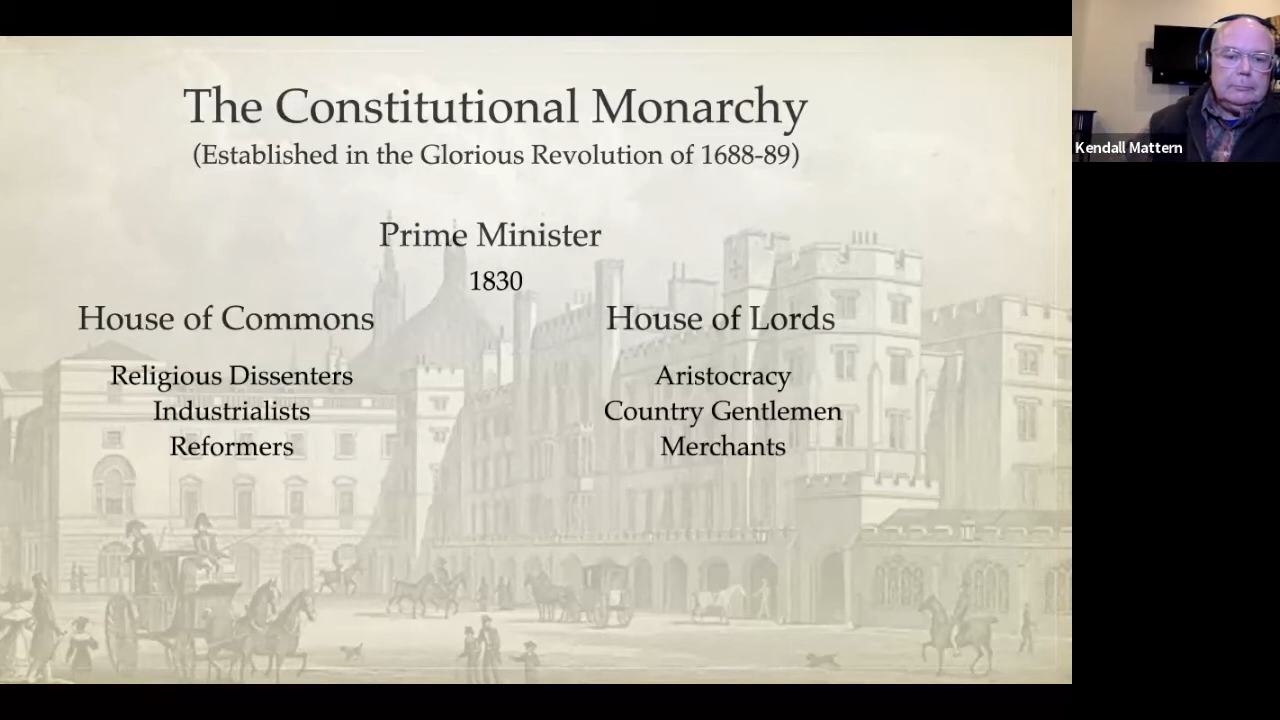 The Constitutional Monarchy
(Established in the Glorious Revolution of 1688-89)
Prime Minister
1830
House of Commons
Religious Dissenters
Industrialists
Reformers
House of Lords
Aristocracy
Country Gentlemen
Merchants
Kendall Mattern